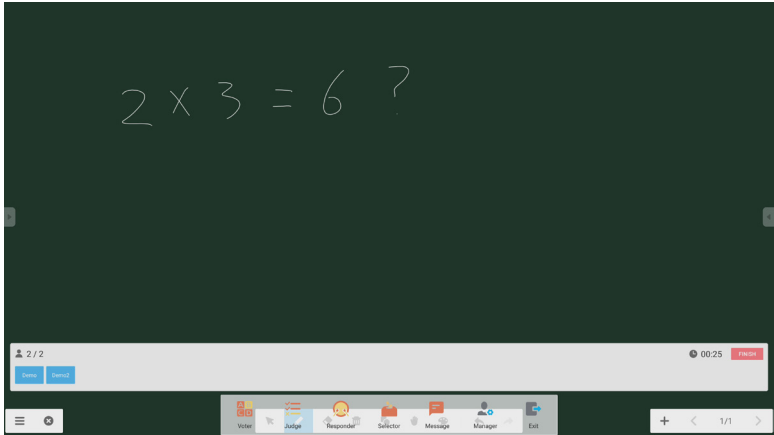 2 × 3 = 6 ?
2 / 2
00:25
FINISH
Demo
Demo2
Voter
Judge
Responder
Selector
Message
Manager
Exit
1/1